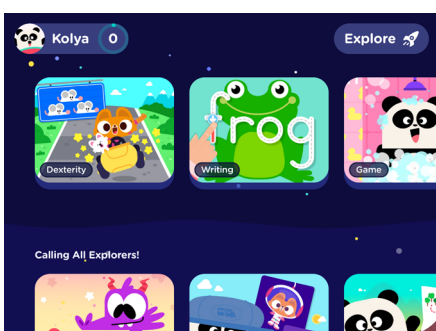 Kolya 0
Explore
frog
Dexterity
Writing
Game
Calling All Explorers!